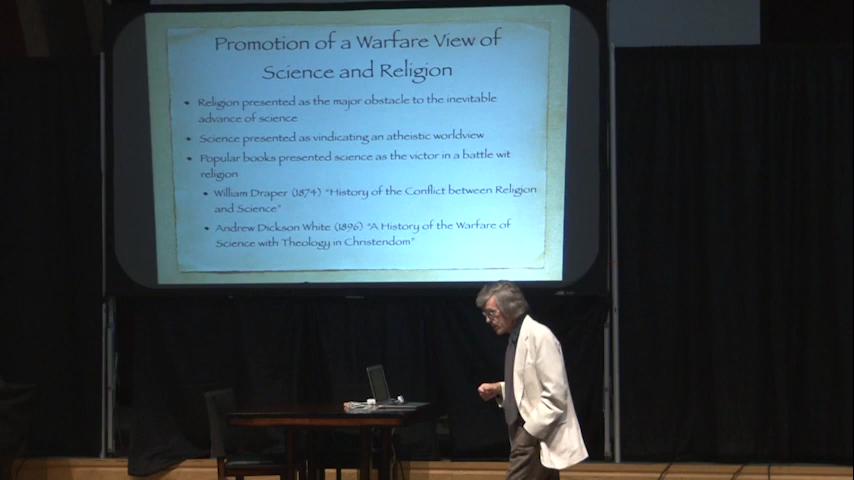 Promotion of a Warfare View of
Science and Religion
• Religion presented as the major obstacle to the inevitable
advance of science
• Science presented as vindicating an atheistic worldview
• Popular books presented science as the victor in a battle wit
religion
• William Draper (1874) "History of the Conflict between Religion
and Science"
• Andrew Dickson White (1896) "A History of the Warfare of
Science with Theology in Christendom"